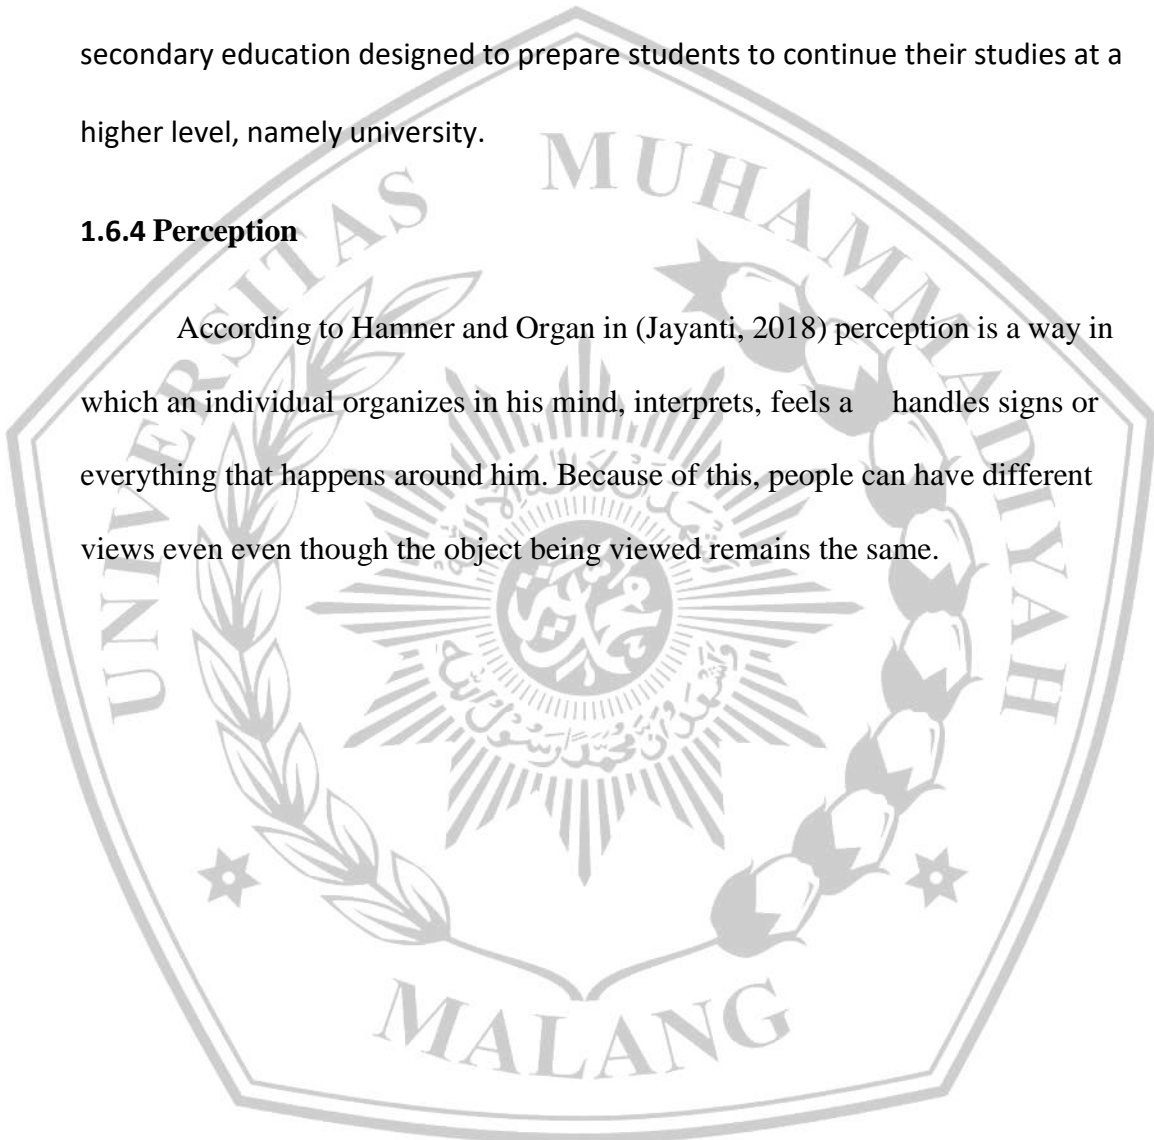 secondary education designed to prepare students to continue their studies at a
higher level, namely university.
1.6.4 Perception
According to Hamner and Organ in (Jayanti, 2018) perception is a way in
which an individual organizes in his mind, interprets, feels a handles signs or
everything that happens around him. Because of this, people can have different
views even even though the object being viewed remains the same.
UNIVERSITAS MUHAMMADIYAH
MALANG